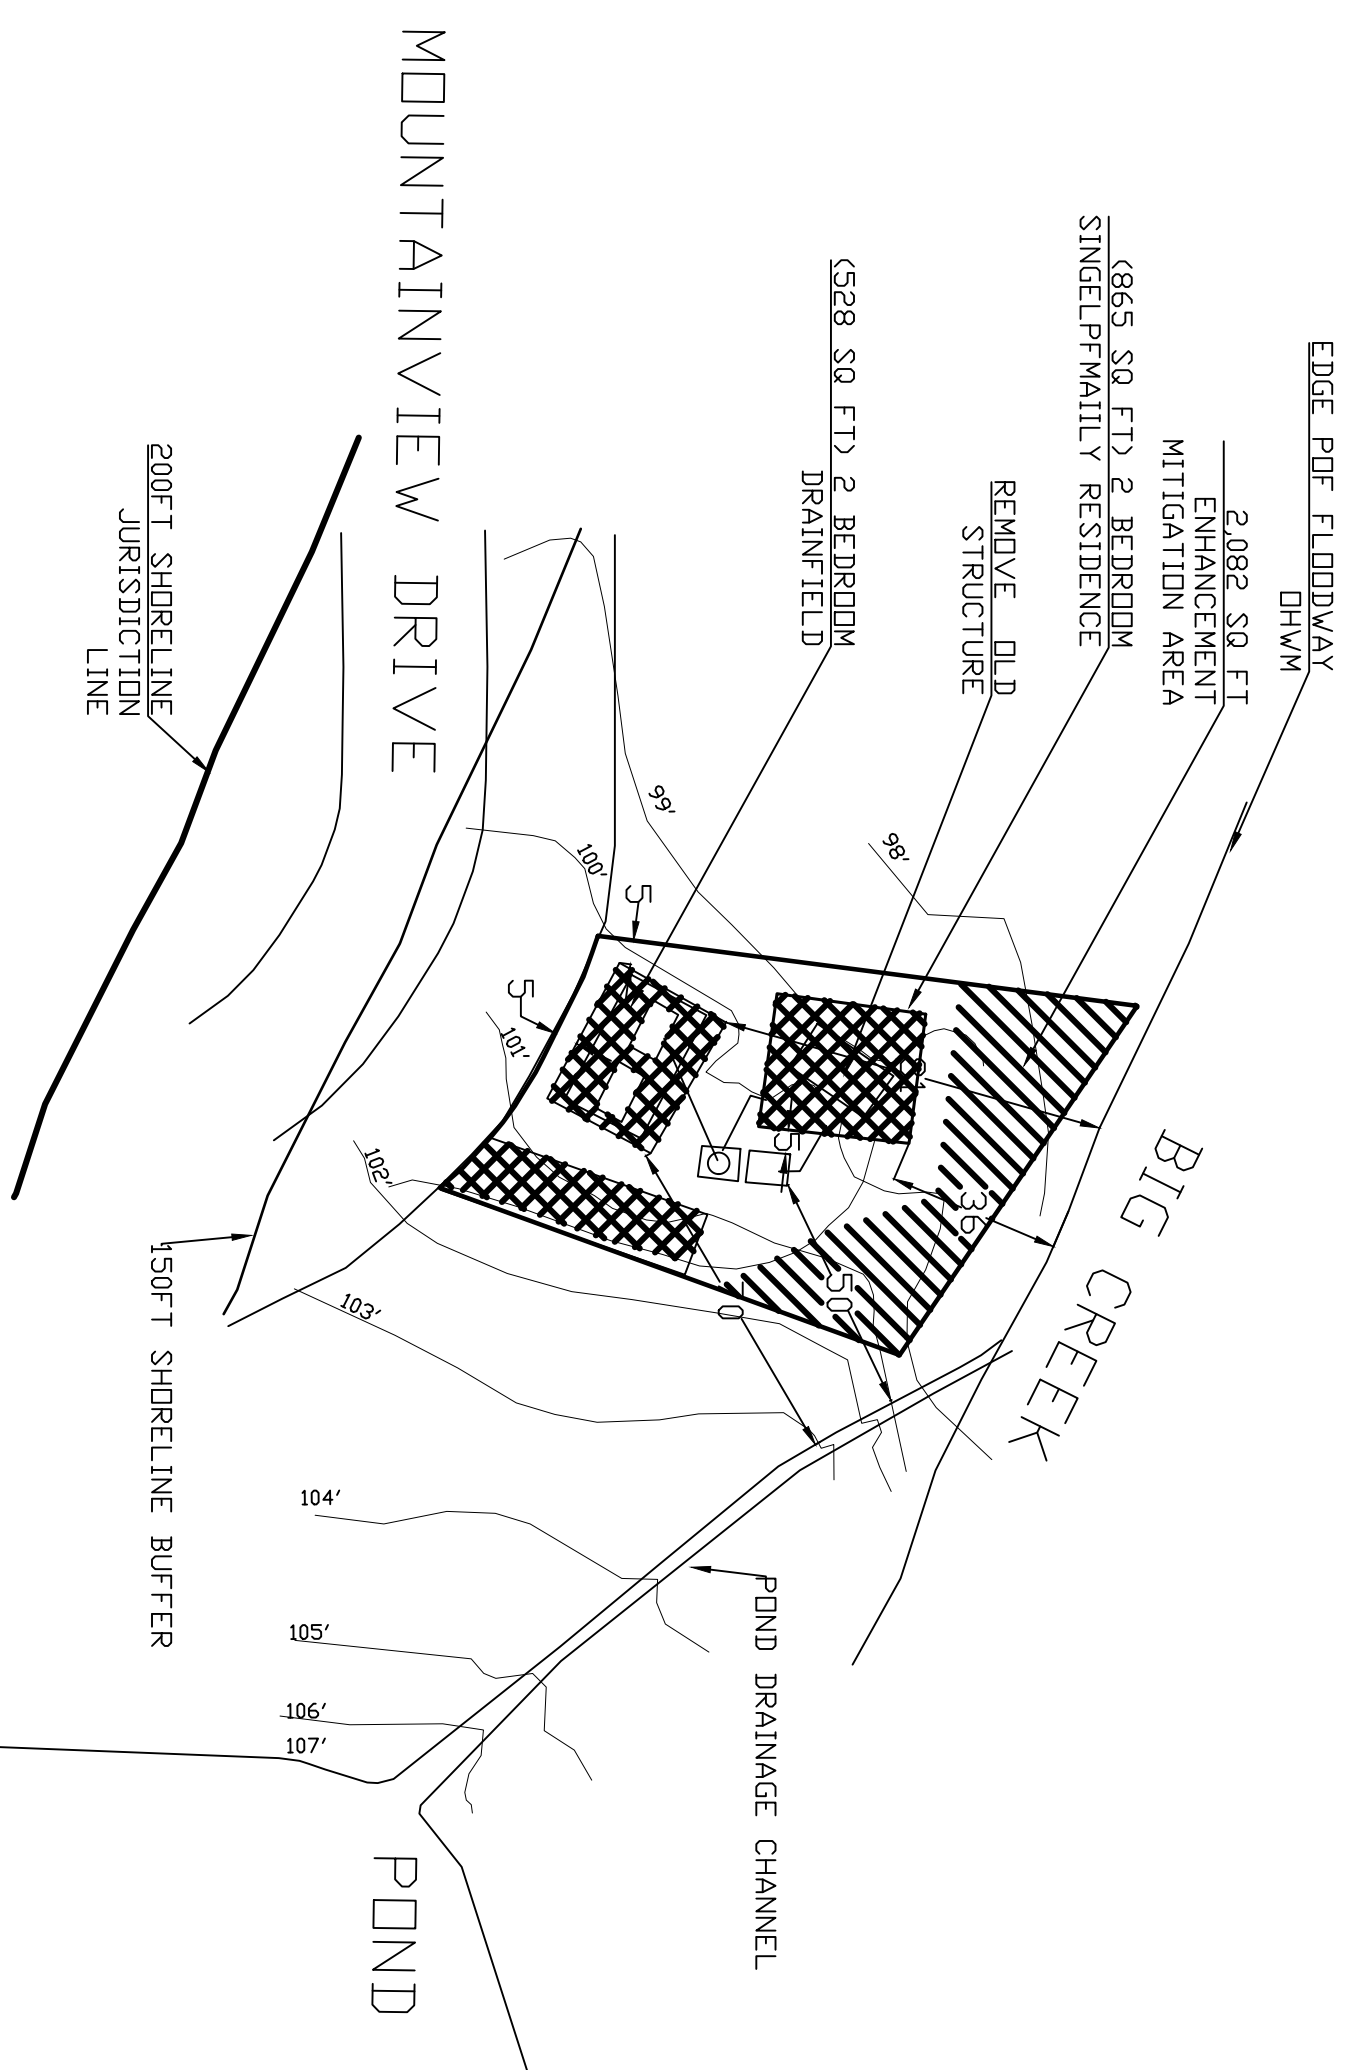 EDGE POF FLOODWAY
OHWM
2,082 SQ FT
ENHANCEMENT
MITIGATION AREA
(865 SQ FT) 2 BEDROOM
SINGELPFMAIILY RESIDENCE
REMOVE OLD
STRUCTURE
(528 SQ FT) 2 BEDROOM
DRAINFIELD
MOUNTAINVIEW DRIVE
200FT SHORELINE
JURISDICTION
LINE
BIG CREEK
98'
99'
100'
101'
102'
103'
104'
105'
106'
107'
5
5
5
36
50
150FT SHORELINE BUFFER
POND DRAINAGE CHANNEL
POND